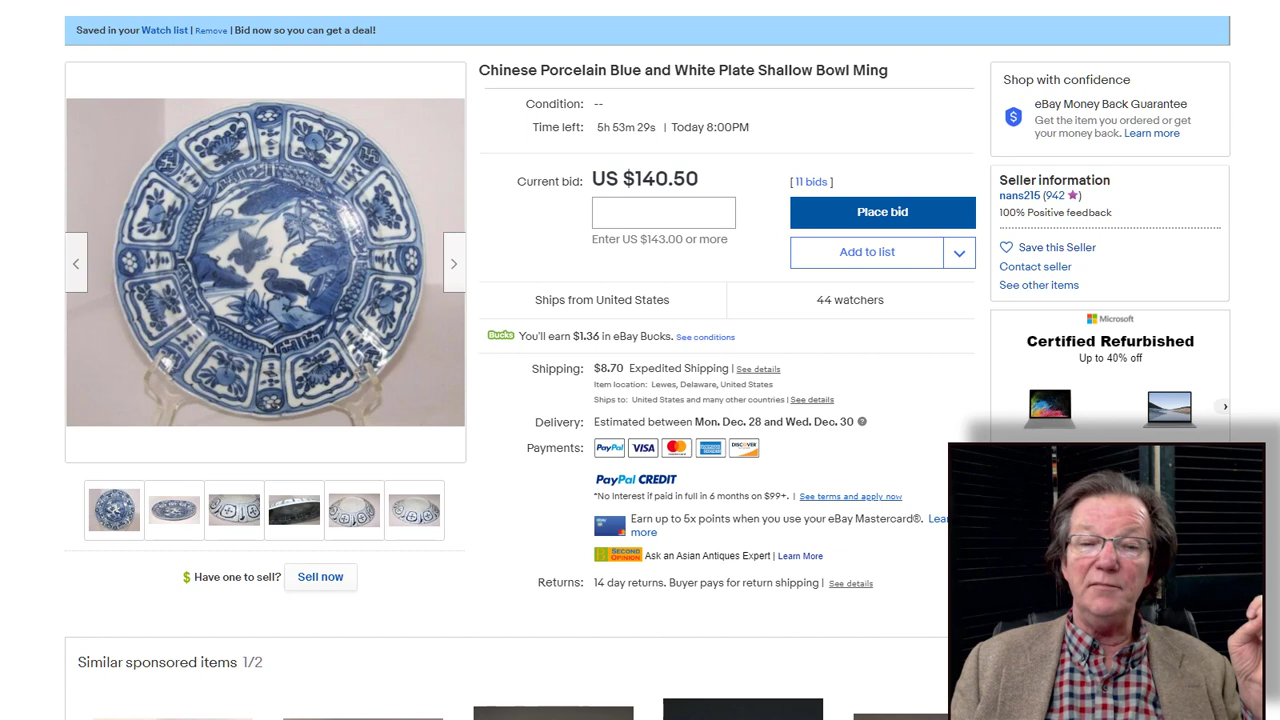 Saved in your Watch list | Remove | Bid now so you can get a deal!
Chinese Porcelain Blue and White Plate Shallow Bowl Ming
Condition: --
Time left: 5h 53m 29s | Today 8:00PM
Current bid: US $140.50 [ 11 bids ]
Place bid
Enter US $143.00 or more
Add to list
Ships from United States 44 watchers
Bucks You'll earn $1.36 in eBay Bucks. See conditions
Shipping: $8.70 Expedited Shipping | See details
Item location: Lewes, Delaware, United States
Ships to: United States and many other countries | See details
Delivery: Estimated between Mon. Dec. 28 and Wed. Dec. 30
Payments: PayPal VISA MasterCard AMERICAN EXPRESS DISCOVER
PayPal CREDIT
*No Interest if paid in full in 6 months on $99+. | See terms and apply now
Earn up to 5x points when you use your eBay Mastercard®. Lear
more
SECOND OPINION Ask an Asian Antiques Expert | Learn More
Returns: 14 day returns. Buyer pays for return shipping | See details
$ Have one to sell? Sell now
Similar sponsored items 1/2
Shop with confidence
$ eBay Money Back Guarantee
Get the item you ordered or get
your money back. Learn more
Seller information
nans215 (942 ★)
100% Positive feedback
Save this Seller
Contact seller
See other items
Microsoft
Certified Refurbished
Up to 40% off